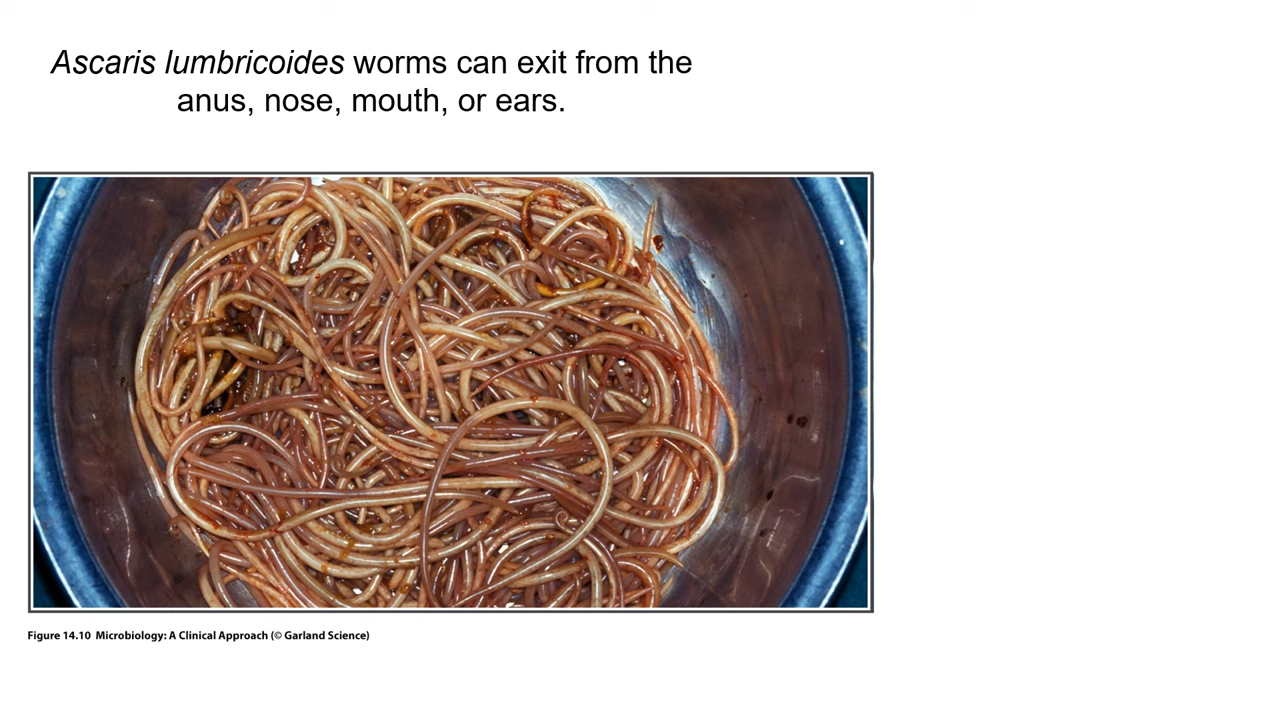 Ascaris lumbricoides worms can exit from the
anus, nose, mouth, or ears.
Figure 14.10 Microbiology: A Clinical Approach (© Garland Science)